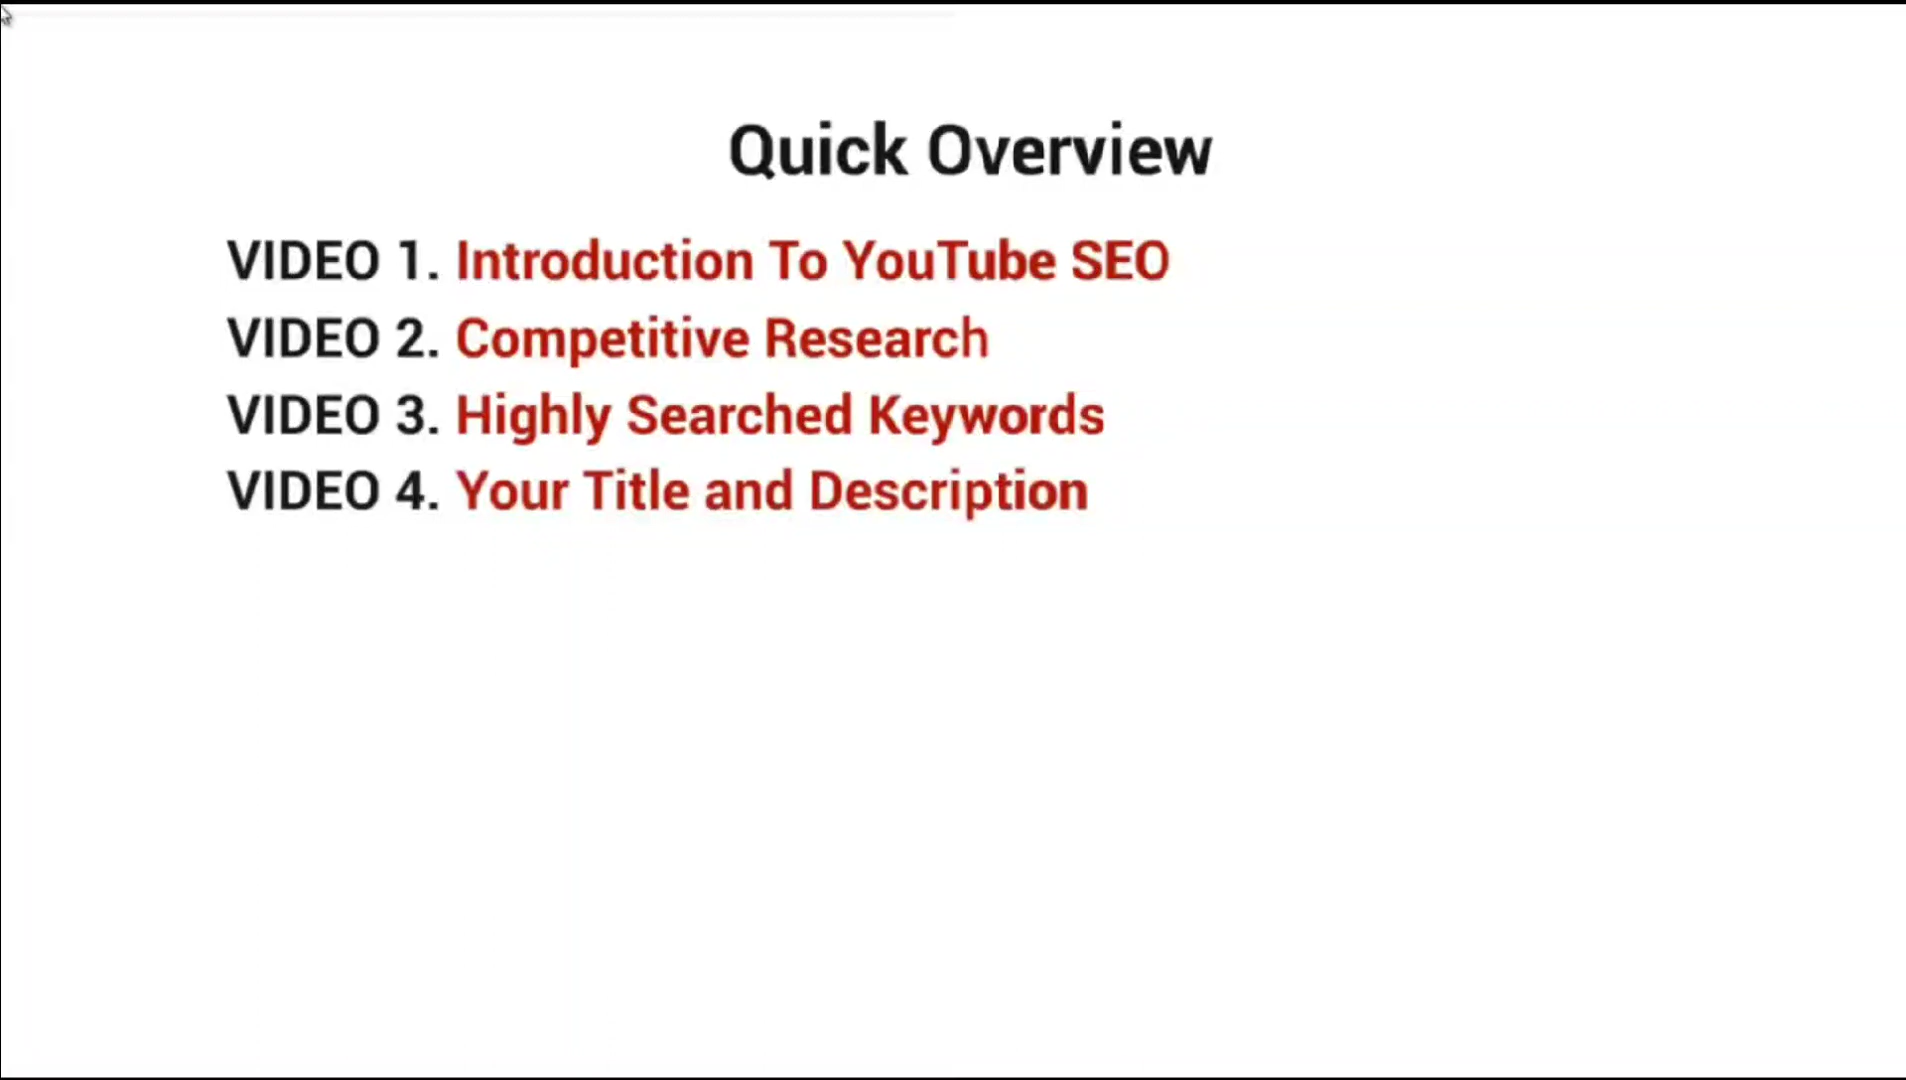 Quick Overview
VIDEO 1. Introduction To YouTube SEO
VIDEO 2. Competitive Research
VIDEO 3. Highly Searched Keywords
VIDEO 4. Your Title and Description